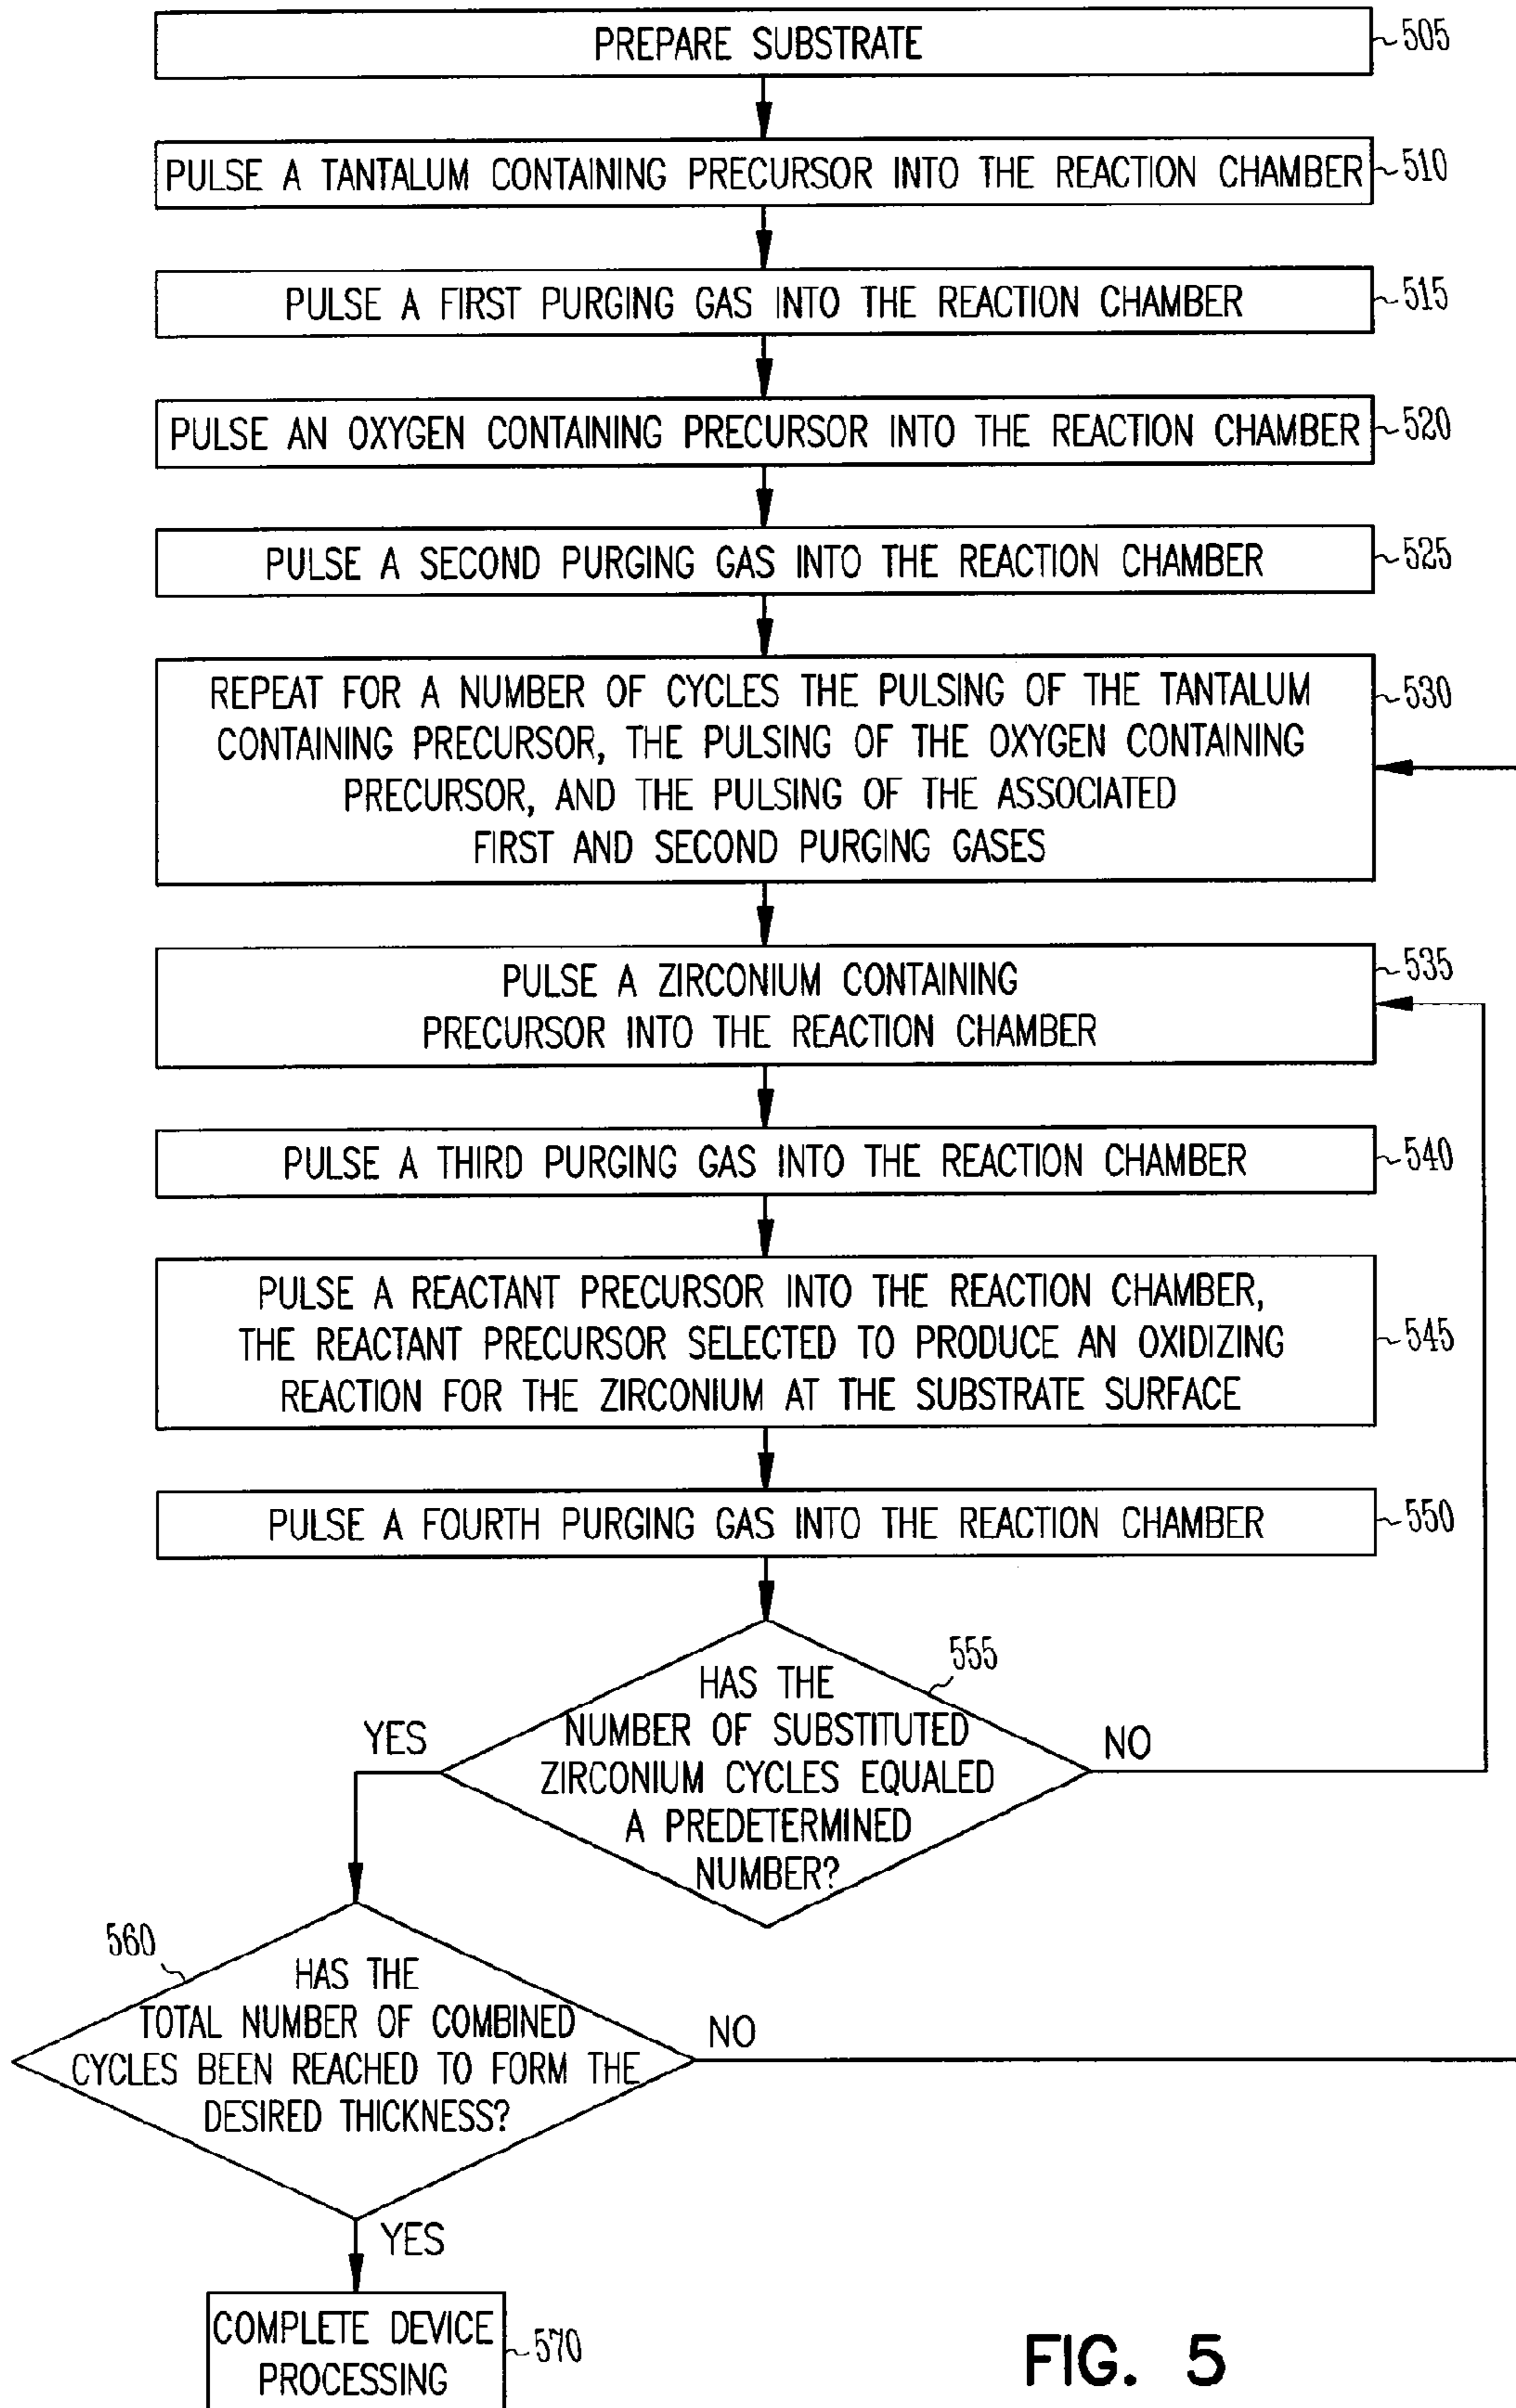 PREPARE SUBSTRATE
505
PULSE A TANTALUM CONTAINING PRECURSOR INTO THE REACTION CHAMBER
510
PULSE A FIRST PURGING GAS INTO THE REACTION CHAMBER
515
PULSE AN OXYGEN CONTAINING PRECURSOR INTO THE REACTION CHAMBER
520
PULSE A SECOND PURGING GAS INTO THE REACTION CHAMBER
525
REPEAT FOR A NUMBER OF CYCLES THE PULSING OF THE TANTALUM
CONTAINING PRECURSOR, THE PULSING OF THE OXYGEN CONTAINING
PRECURSOR, AND THE PULSING OF THE ASSOCIATED
FIRST AND SECOND PURGING GASES
530
PULSE A ZIRCONIUM CONTAINING
PRECURSOR INTO THE REACTION CHAMBER
535
PULSE A THIRD PURGING GAS INTO THE REACTION CHAMBER
540
PULSE A REACTANT PRECURSOR INTO THE REACTION CHAMBER,
THE REACTANT PRECURSOR SELECTED TO PRODUCE AN OXIDIZING
REACTION FOR THE ZIRCONIUM AT THE SUBSTRATE SURFACE
545
PULSE A FOURTH PURGING GAS INTO THE REACTION CHAMBER
550
HAS THE
NUMBER OF SUBSTITUTED
ZIRCONIUM CYCLES EQUALED
A PREDETERMINED
NUMBER?
555
YES
NO
560
HAS THE
TOTAL NUMBER OF COMBINED
CYCLES BEEN REACHED TO FORM THE
DESIRED THICKNESS?
NO
YES
COMPLETE DEVICE
PROCESSING
570
FIG. 5